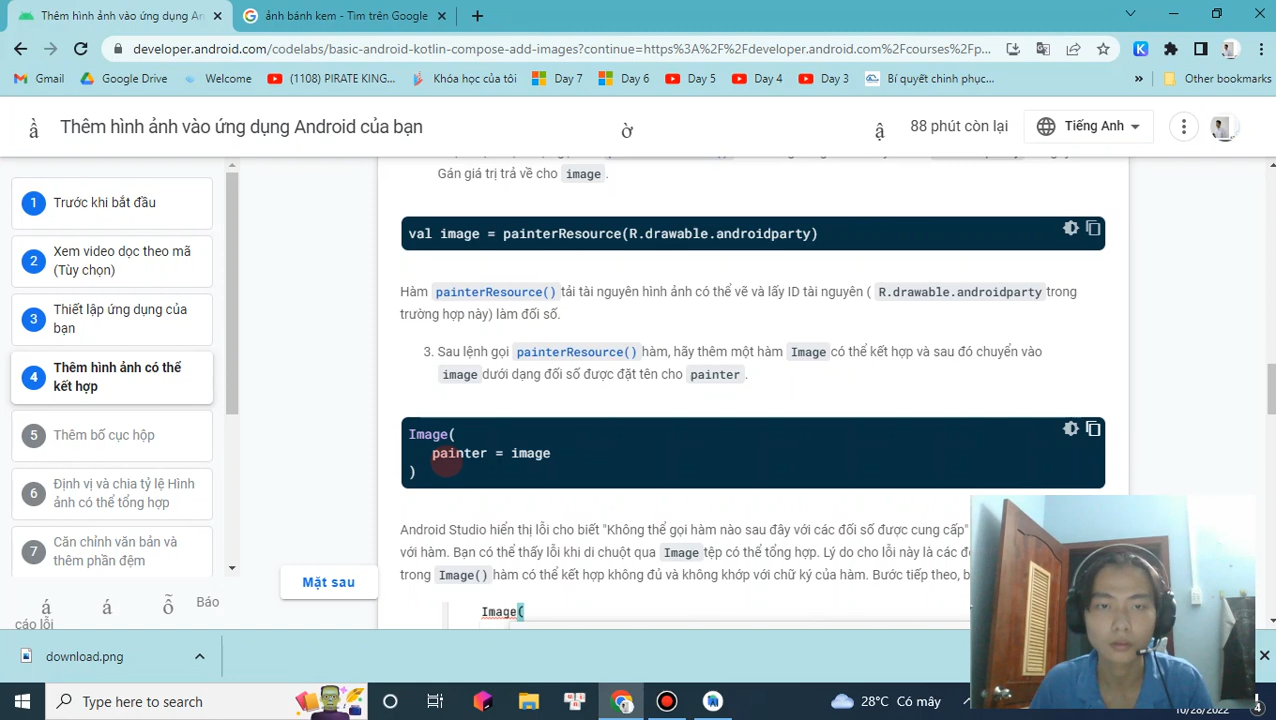 Thêm hình ảnh vào ứng dụng An
ảnh bánh kem - Tìm trên Google
developer.android.com/codelabs/basic-android-kotlin-compose-add-images?continue=https%3A%2F%2Fdeveloper.android.com%2Fcourses%2Fp...
Gmail
Google Drive
Welcome
(1108) PIRATE KING...
Khóa học của tôi
Day 7
Day 6
Day 5
Day 4
Day 3
Bí quyết chinh phục...
»
Other bookmarks
ầ
Thêm hình ảnh vào ứng dụng Android của bạn
ờ
ậ
88 phút còn lại
Tiếng Anh
1 Trước khi bắt đầu
2 Xem video dọc theo mã
(Tùy chọn)
3 Thiết lập ứng dụng của
bạn
4 Thêm hình ảnh có thể
kết hợp
5 Thêm bố cục hộp
6 Định vị và chia tỷ lệ Hình
ảnh có thể tổng hợp
7 Căn chỉnh văn bản và
thêm phần đệm
á á ỗ Báo
cáo lỗi
Mặt sau
Gán giá trị trả về cho image.
val image = painterResource(R.drawable.androidparty)
Hàm painterResource() tải tài nguyên hình ảnh có thể vẽ và lấy ID tài nguyên ( R.drawable.androidparty trong
trường hợp này) làm đối số.
3. Sau lệnh gọi painterResource() hàm, hãy thêm một hàm Image có thể kết hợp và sau đó chuyển vào
image dưới dạng đối số được đặt tên cho painter.
Image(
painter = image
)
Android Studio hiển thị lỗi cho biết "Không thể gọi hàm nào sau đây với các đối số được cung cấp"
với hàm. Bạn có thể thấy lỗi khi di chuột qua Image tệp có thể tổng hợp. Lý do cho lỗi này là các
trong Image() hàm có thể kết hợp không đủ và không khớp với chữ ký của hàm. Bước tiếp theo,
Image(
download.png
Type here to search
28°C Có mây
10/28/2022
4